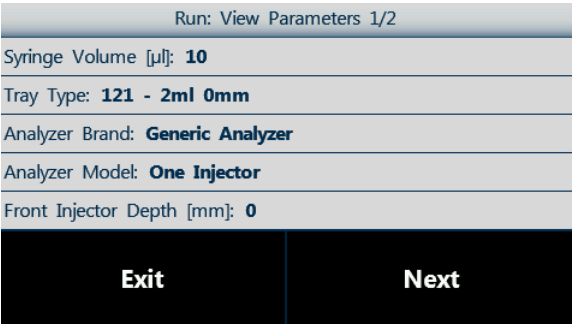 Run: View Parameters 1/2
Syringe Volume [µl]: 10
Tray Type: 121 - 2ml 0mm
Analyzer Brand: Generic Analyzer
Analyzer Model: One Injector
Front Injector Depth [mm]: 0
Exit
Next